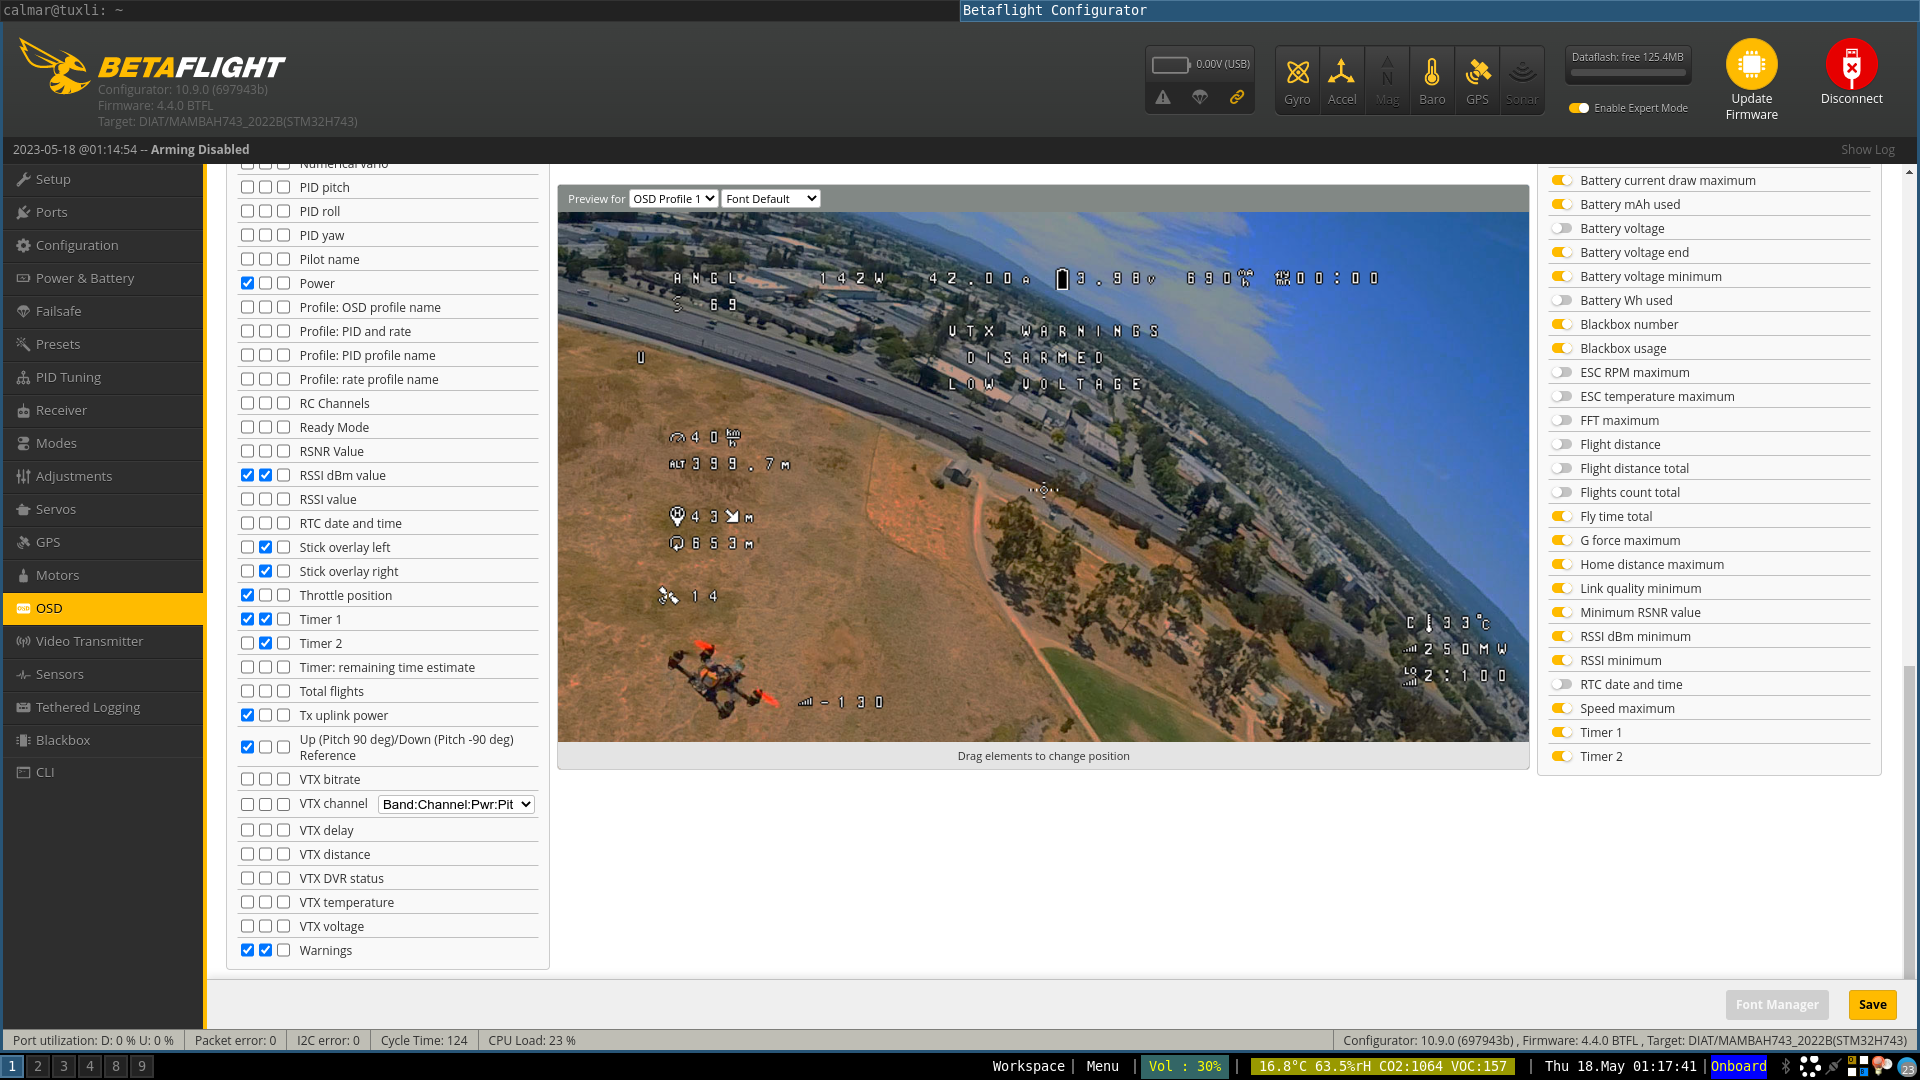 calmar@tuxli: ~
Betaflight Configurator
BETAFLIGHT
Configurator: 10.9.0 (697943b)
Firmware: 4.4.0 BTFL
Target: DIAT/MAMBAH743_2022B(STM32H743)
0.00V (USB)
Gyro
Accel
Mag
Baro
GPS
Sonar
Dataflash: free 125.4MB
Enable Expert Mode
Update
Firmware
Disconnect
2023-05-18 @01:14:54 -- Arming Disabled
Show Log
Setup
Ports
Configuration
Power & Battery
Failsafe
Presets
PID Tuning
Receiver
Modes
Adjustments
Servos
GPS
Motors
OSD
Video Transmitter
Sensors
Tethered Logging
Blackbox
CLI
Numerical vario
PID pitch
PID roll
PID yaw
Pilot name
Power
Profile: OSD profile name
Profile: PID and rate
Profile: PID profile name
Profile: rate profile name
RC Channels
Ready Mode
RSNR Value
RSSI dBm value
RSSI value
RTC date and time
Stick overlay left
Stick overlay right
Throttle position
Timer 1
Timer 2
Timer: remaining time estimate
Total flights
Tx uplink power
Up (Pitch 90 deg)/Down (Pitch -90 deg)
Reference
VTX bitrate
VTX channel Band:Channel:Pwr:Pit
VTX delay
VTX distance
VTX DVR status
VTX temperature
VTX voltage
Warnings
Preview for OSD Profile 1 Font Default
ANGL 142W 42.00A 3.98V 690mAh fly min 00:00
69
VTX WARNINGS
U DISARMED
LOW VOLTAGE
40 km/h
ALT 399.7M
H 43 M
653M
14
C 33°C
250MW
LQ 2:100
-130
Drag elements to change position
Battery current draw maximum
Battery mAh used
Battery voltage
Battery voltage end
Battery voltage minimum
Battery Wh used
Blackbox number
Blackbox usage
ESC RPM maximum
ESC temperature maximum
FFT maximum
Flight distance
Flight distance total
Flights count total
Fly time total
G force maximum
Home distance maximum
Link quality minimum
Minimum RSNR value
RSSI dBm minimum
RSSI minimum
RTC date and time
Speed maximum
Timer 1
Timer 2
Font Manager
Save
Port utilization: D: 0 % U: 0 %
Packet error: 0
I2C error: 0
Cycle Time: 124
CPU Load: 23 %
Configurator: 10.9.0 (697943b) , Firmware: 4.4.0 BTFL , Target: DIAT/MAMBAH743_2022B(STM32H743)
1 2 3 4 8 9
Workspace| Menu | Vol : 30% | 16.8°C 63.5%rH CO2:1064 VOC:157 | Thu 18.May 01:17:41 |Onboard
23